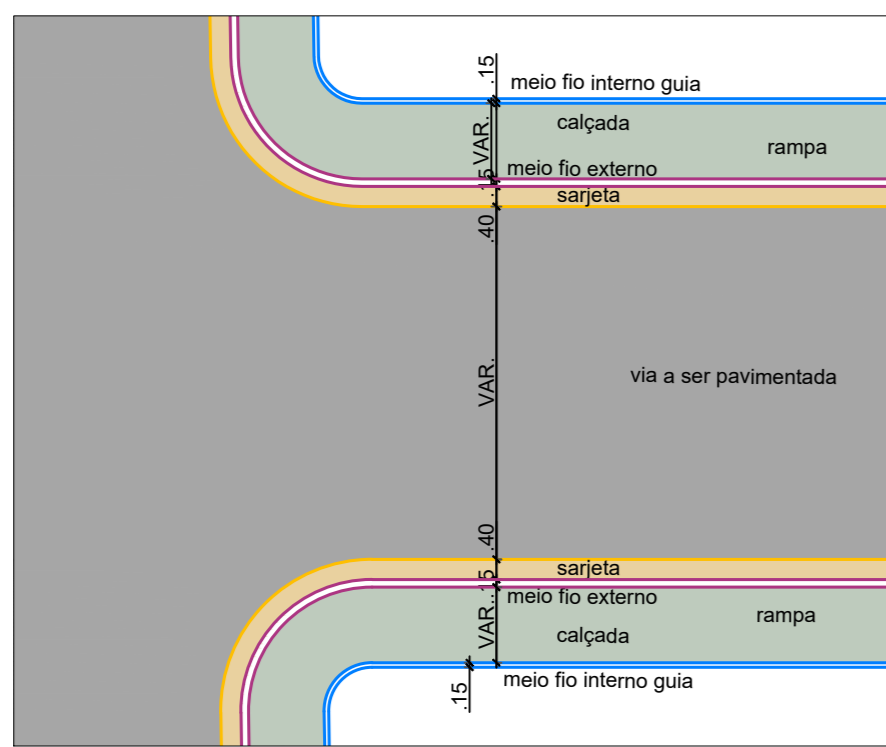 .15
meio fio interno guia
calçada
VAR.
rampa
meio fio externo
.15
sarjeta
.40
VAR.
via a ser pavimentada
.40
sarjeta
.15
meio fio externo
VAR.
rampa
calçada
meio fio interno guia
.15